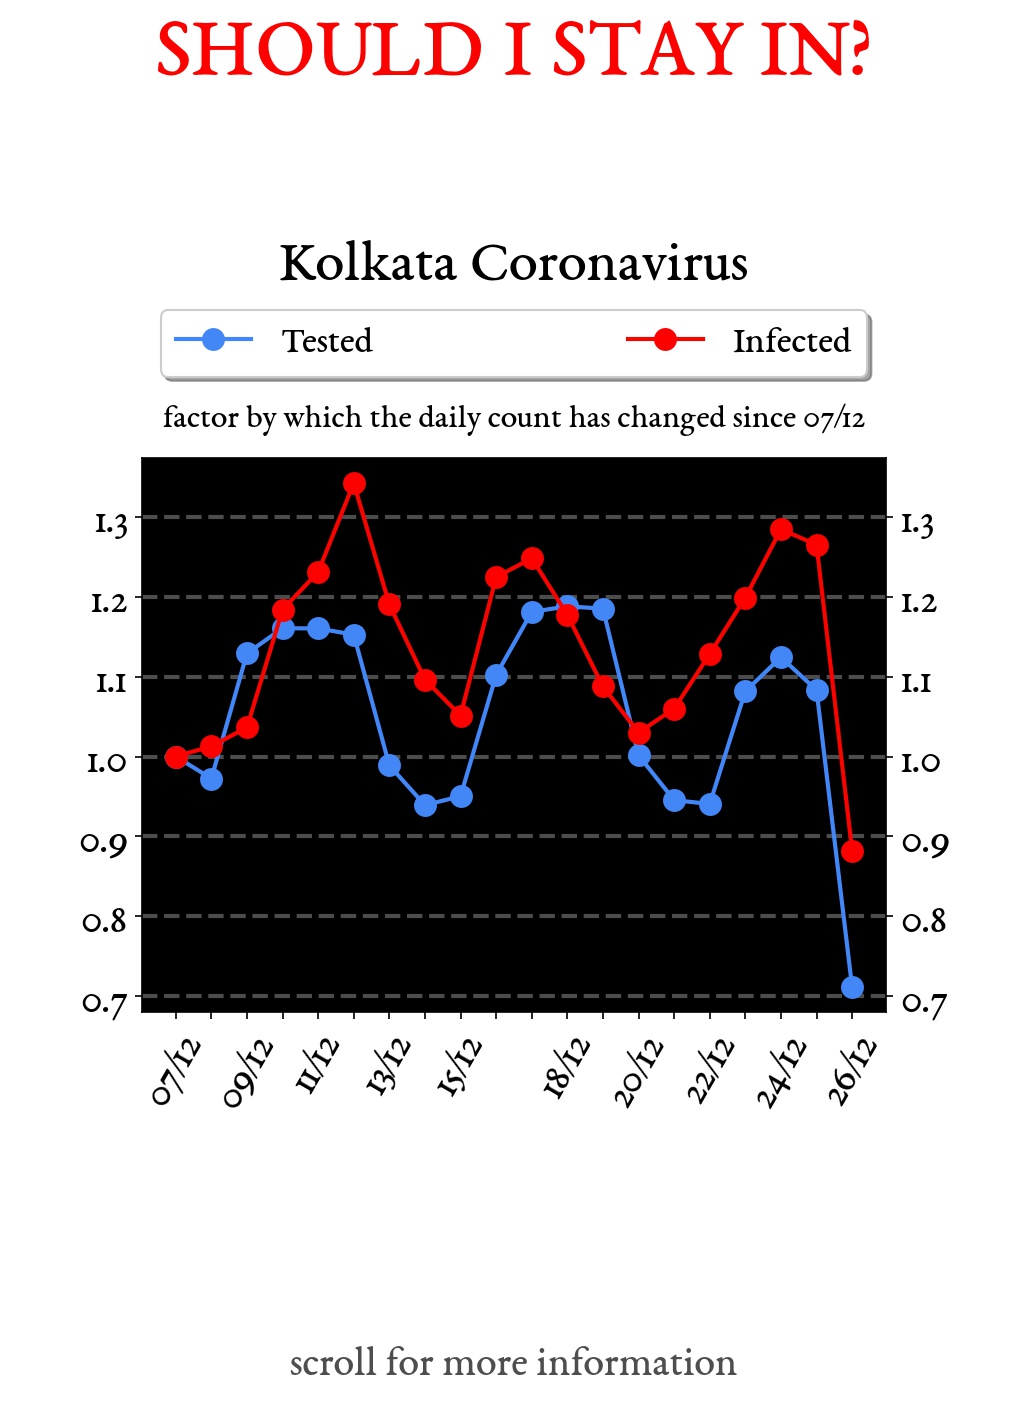 SHOULD I STAY IN?
Kolkata Coronavirus
Tested Infected
factor by which the daily count has changed since 07/12
1.3 1.3
1.2 1.2
1.1 1.1
1.0 1.0
0.9 0.9
0.8 0.8
0.7 0.7
07/12 09/12 11/12 13/12 15/12 18/12 20/12 22/12 24/12 26/12
scroll for more information